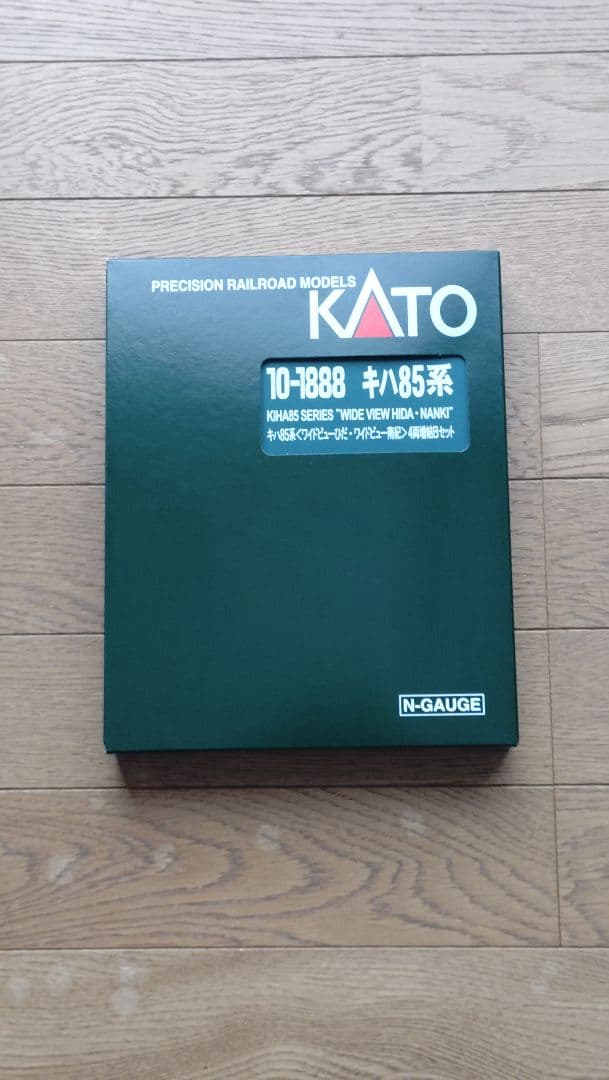 PRECISION RAILROAD MODELS
KATO
10-1888 キハ85系
KIHA85 SERIES "WIDE VIEW HIDA・NANKI"
キハ85系<ワイドビューひだ・ワイドビュー南紀>4両増結Bセット
N-GAUGE